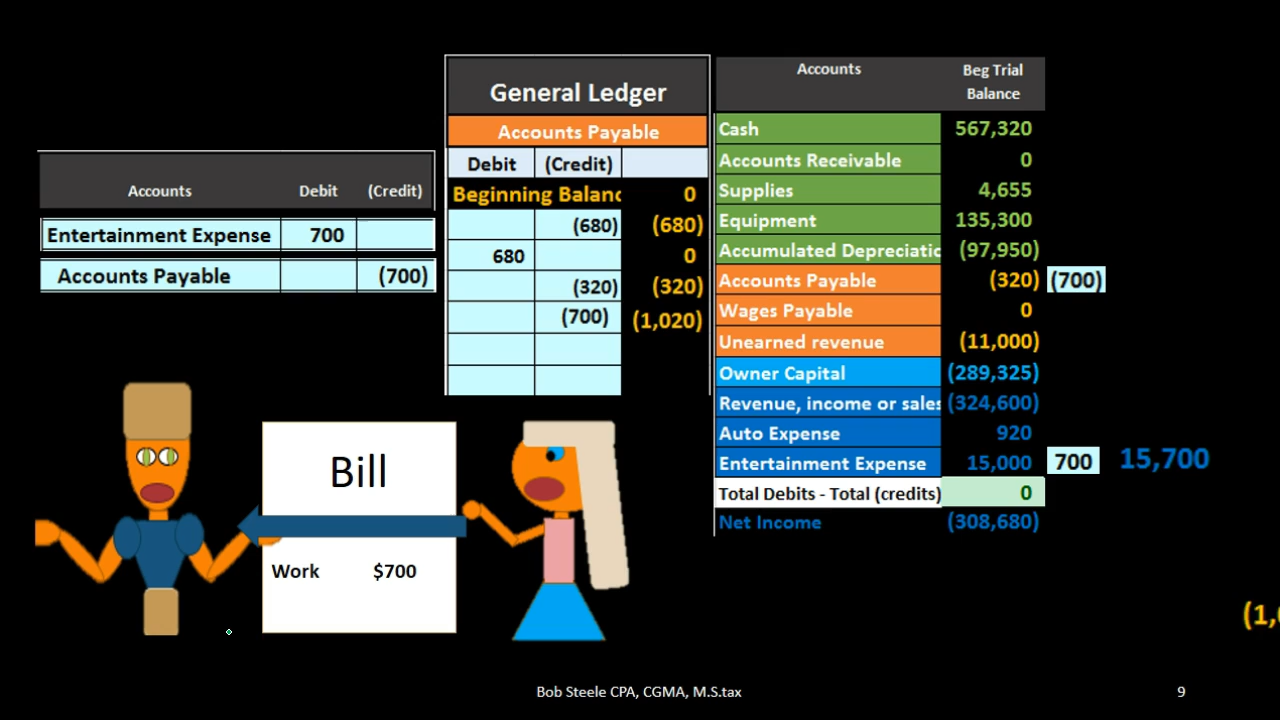 Accounts Debit (Credit)
Entertainment Expense 700
Accounts Payable (700)
General Ledger
Accounts Payable
Debit (Credit)
Beginning Balanc 0
(680) (680)
680 0
(320) (320)
(700) (1,020)
Accounts Beg Trial
Balance
Cash 567,320
Accounts Receivable 0
Supplies 4,655
Equipment 135,300
Accumulated Depreciatic (97,950)
Accounts Payable (320) (700)
Wages Payable 0
Unearned revenue (11,000)
Owner Capital (289,325)
Revenue, income or sales (324,600)
Auto Expense 920
Entertainment Expense 15,000 700 15,700
Total Debits - Total (credits) 0
Net Income (308,680)
Bill
Work $700
(1,
Bob Steele CPA, CGMA, M.S.tax 9